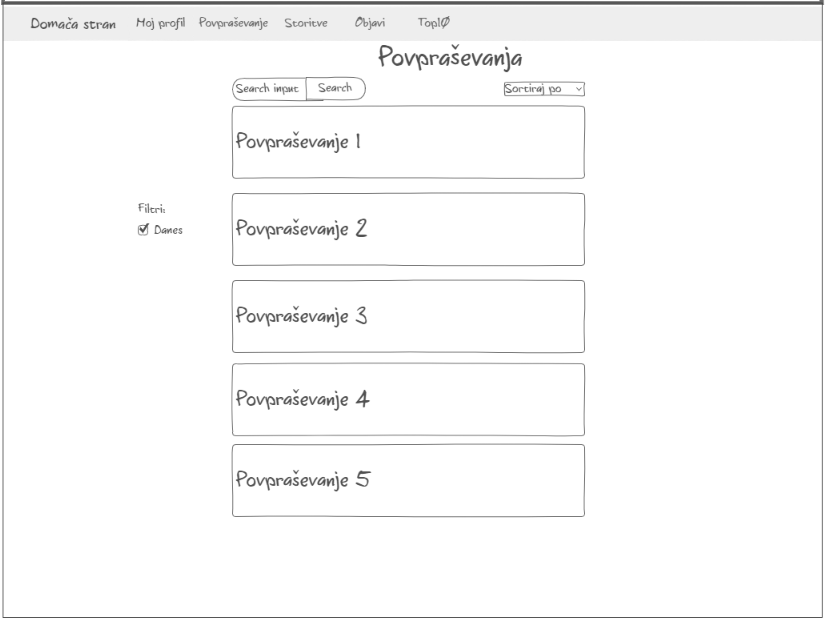 Domača stran Moj profil Povpraševanje Storitve Objavi Top10
Povpraševanja
Search input Search Sortiraj po
Povpraševanje 1
Filtri:
Danes
Povpraševanje 2
Povpraševanje 3
Povpraševanje 4
Povpraševanje 5